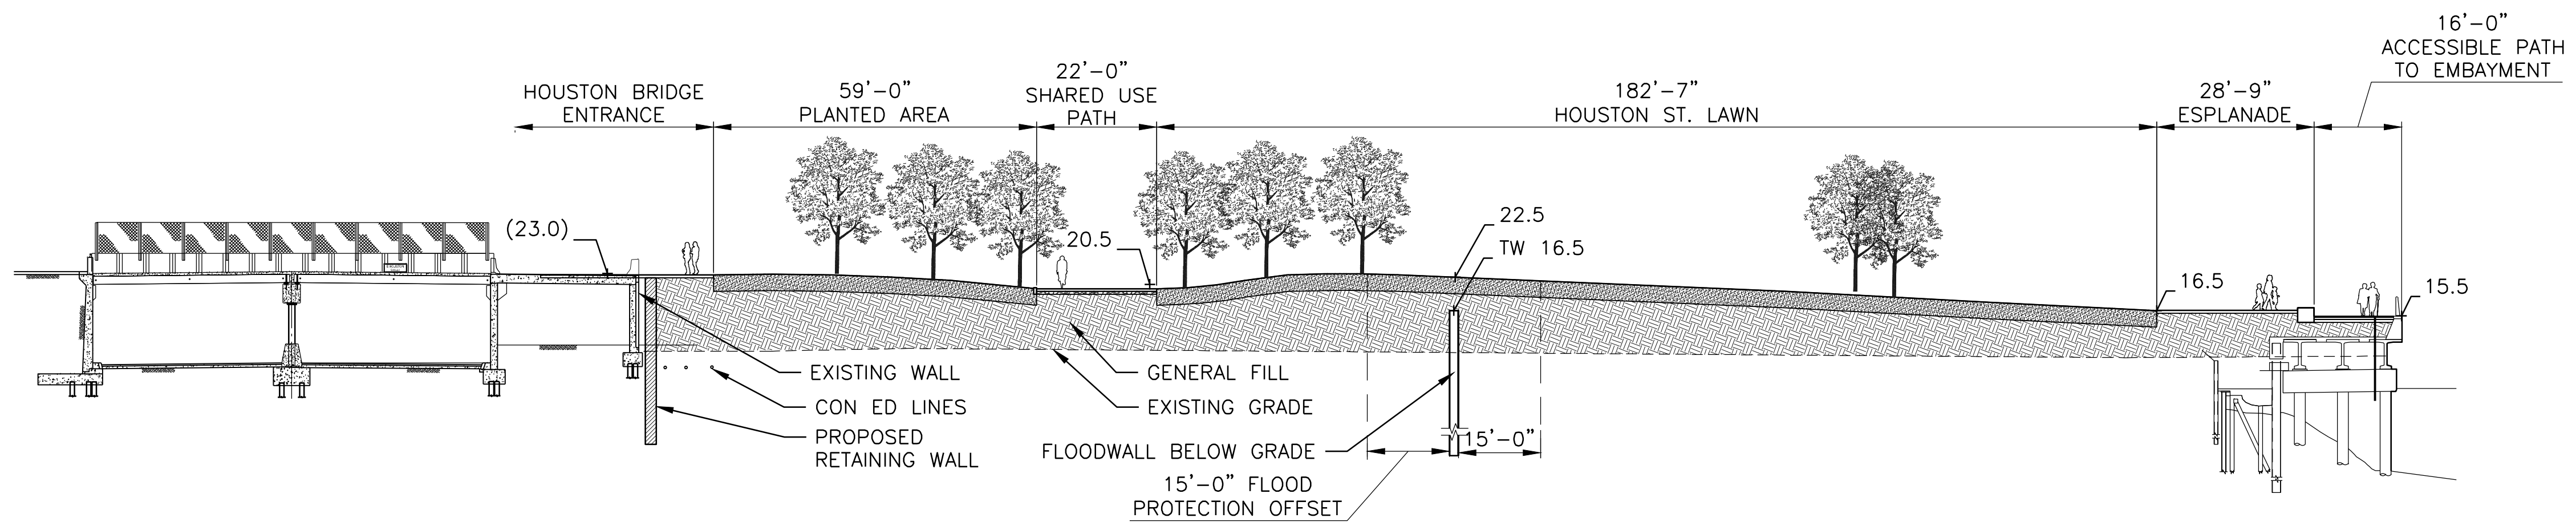 HOUSTON BRIDGE
ENTRANCE
59'-0"
PLANTED AREA
22'-0"
SHARED USE
PATH
182'-7"
HOUSTON ST. LAWN
28'-9"
ESPLANADE
16'-0"
ACCESSIBLE PATH
TO EMBAYMENT
(23.0)
20.5
22.5
TW 16.5
16.5
15.5
EXISTING WALL
CON ED LINES
PROPOSED
RETAINING WALL
GENERAL FILL
EXISTING GRADE
FLOODWALL BELOW GRADE
15'-0"
15'-0" FLOOD
PROTECTION OFFSET